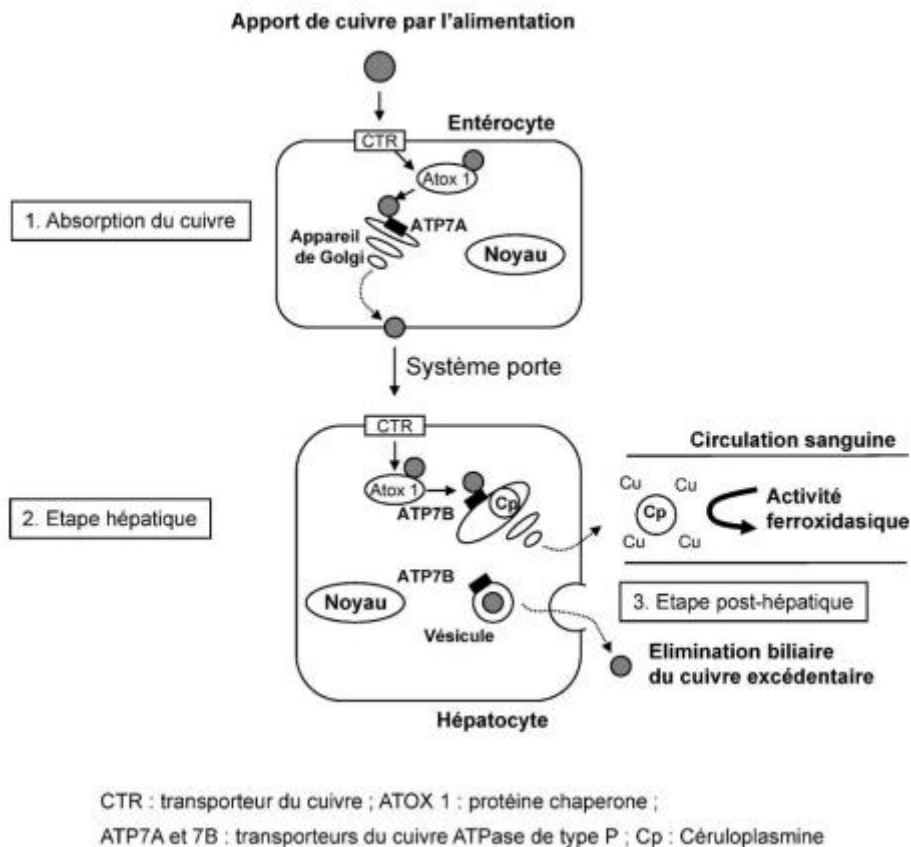 Apport de cuivre par l'alimentation
Entérocyte
CTR
Atox 1
1. Absorption du cuivre
ATP7A
Appareil
de Golgi
Noyau
Système porte
CTR
Circulation sanguine
Atox 1
ATP7B
Cp
Cu
Cu
Cp
Cu
Cu
Activité
ferroxidasique
2. Etape hépatique
ATP7B
Noyau
Vésicule
3. Etape post-hépatique
Elimination biliaire
du cuivre excédentaire
Hépatocyte
CTR : transporteur du cuivre ; ATOX 1 : protéine chaperone ;
ATP7A et 7B : transporteurs du cuivre ATPase de type P ; Cp : Céruloplasmine